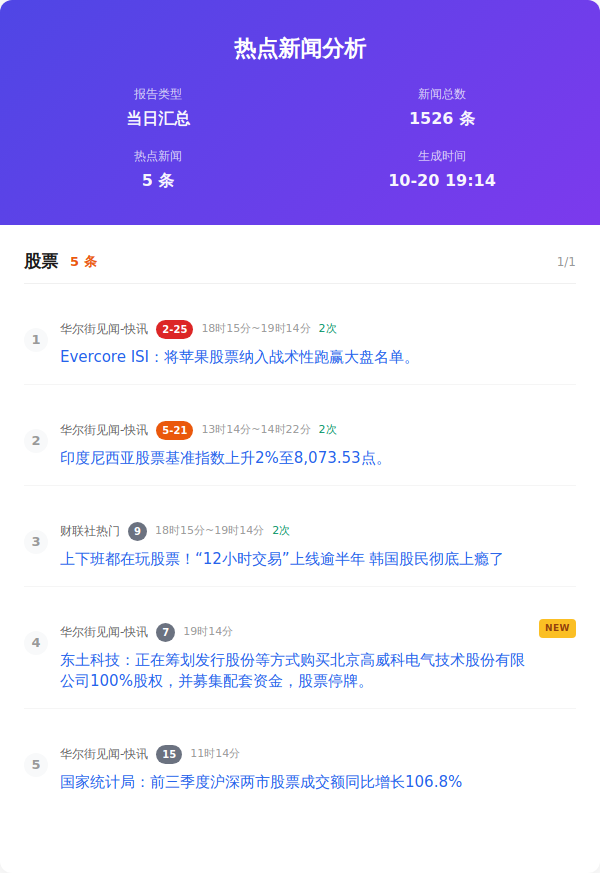 热点新闻分析
报告类型
当日汇总
新闻总数
1526 条
热点新闻
5 条
生成时间
10-20 19:14
股票 5 条 1/1
1
华尔街见闻-快讯 2-25 18时15分~19时14分 2次
Evercore ISI：将苹果股票纳入战术性跑赢大盘名单。
2
华尔街见闻-快讯 5-21 13时14分~14时22分 2次
印度尼西亚股票基准指数上升2%至8,073.53点。
3
财联社热门 9 18时15分~19时14分 2次
上下班都在玩股票！“12小时交易”上线逾半年 韩国股民彻底上瘾了
4
华尔街见闻-快讯 7 19时14分 NEW
东土科技：正在筹划发行股份等方式购买北京高威科电气技术股份有限
公司100%股权，并募集配套资金，股票停牌。
5
华尔街见闻-快讯 15 11时14分
国家统计局：前三季度沪深两市股票成交额同比增长106.8%